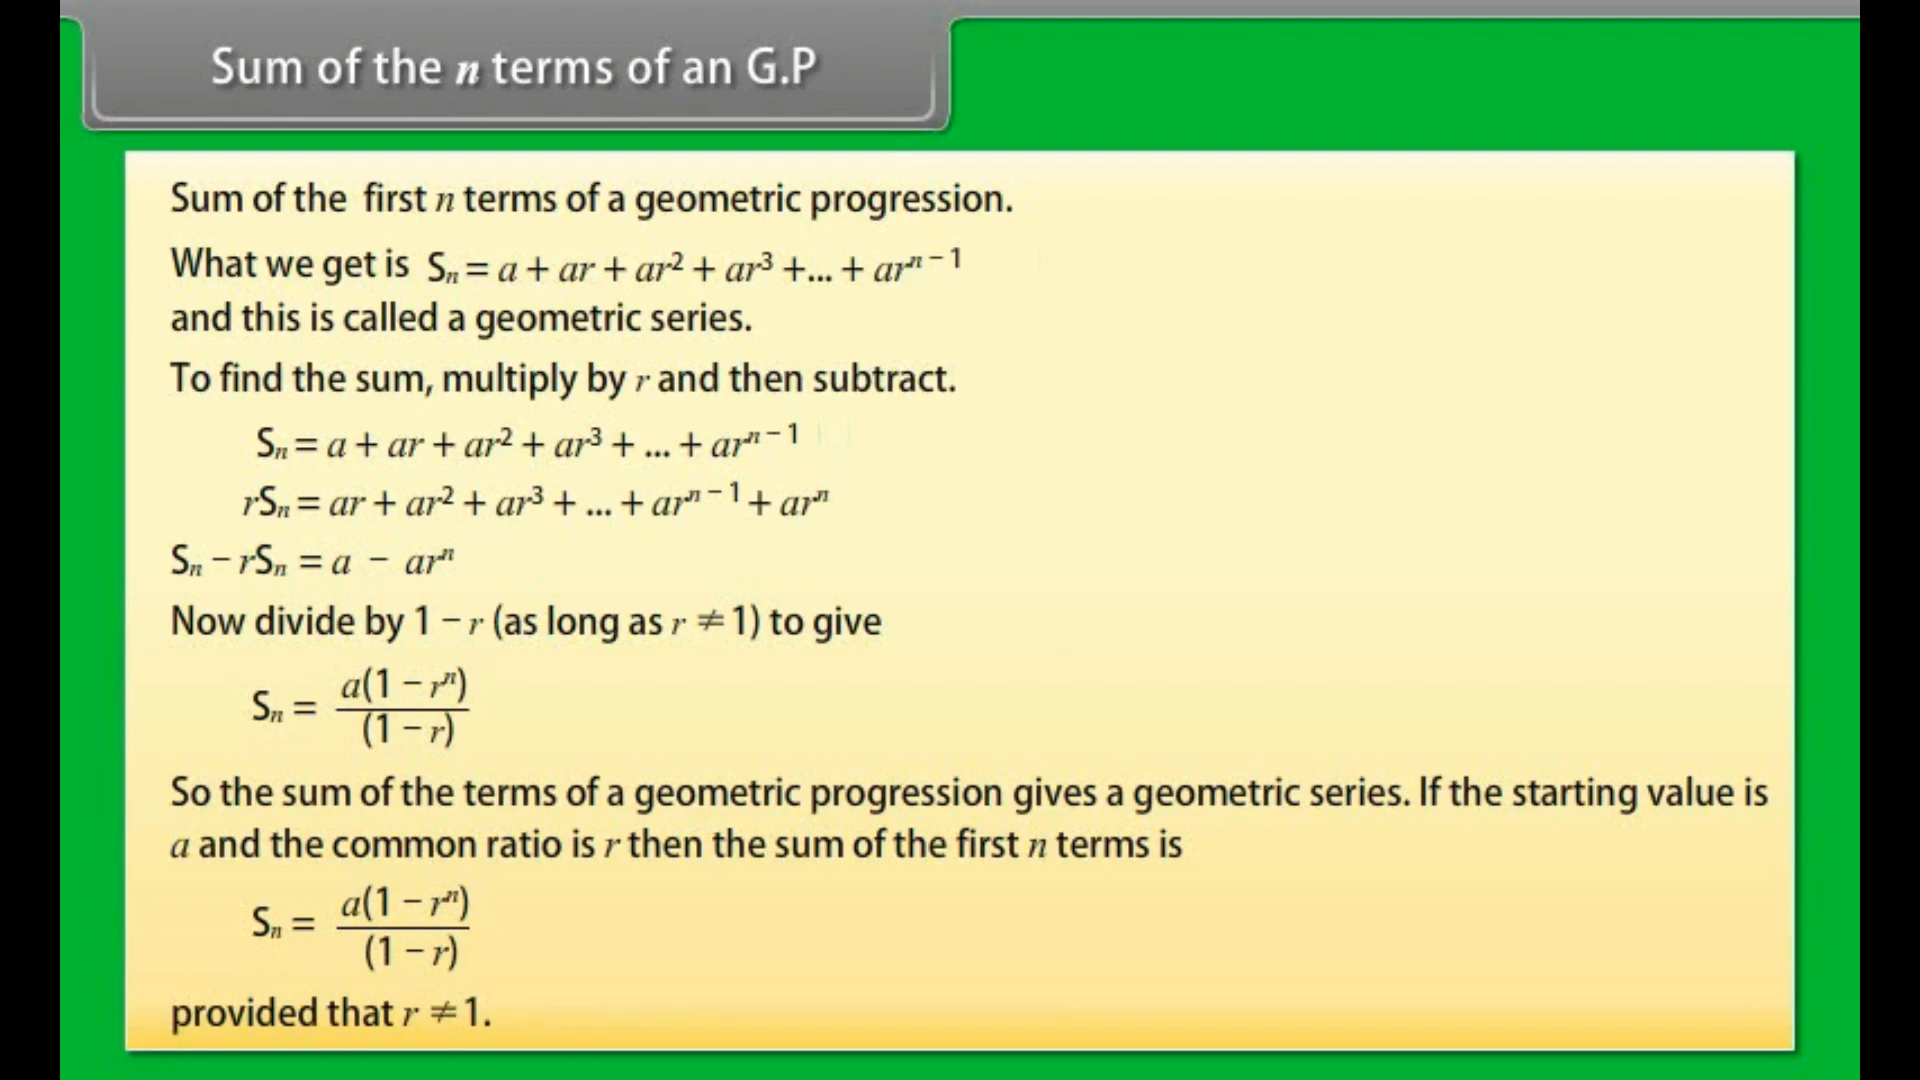 Sum of the n terms of an G.P
Sum of the first n terms of a geometric progression.
What we get is Sₙ = a + ar + ar² + ar³ +... + arⁿ⁻¹
and this is called a geometric series.
To find the sum, multiply by r and then subtract.
Sₙ = a + ar + ar² + ar³ + ... + arⁿ⁻¹
rSₙ = ar + ar² + ar³ + ... + arⁿ⁻¹ + arⁿ
Sₙ − rSₙ = a − arⁿ
Now divide by 1 − r (as long as r ≠ 1) to give
Sₙ = a(1 − rⁿ) / (1 − r)
So the sum of the terms of a geometric progression gives a geometric series. If the starting value is
a and the common ratio is r then the sum of the first n terms is
Sₙ = a(1 − rⁿ) / (1 − r)
provided that r ≠ 1.